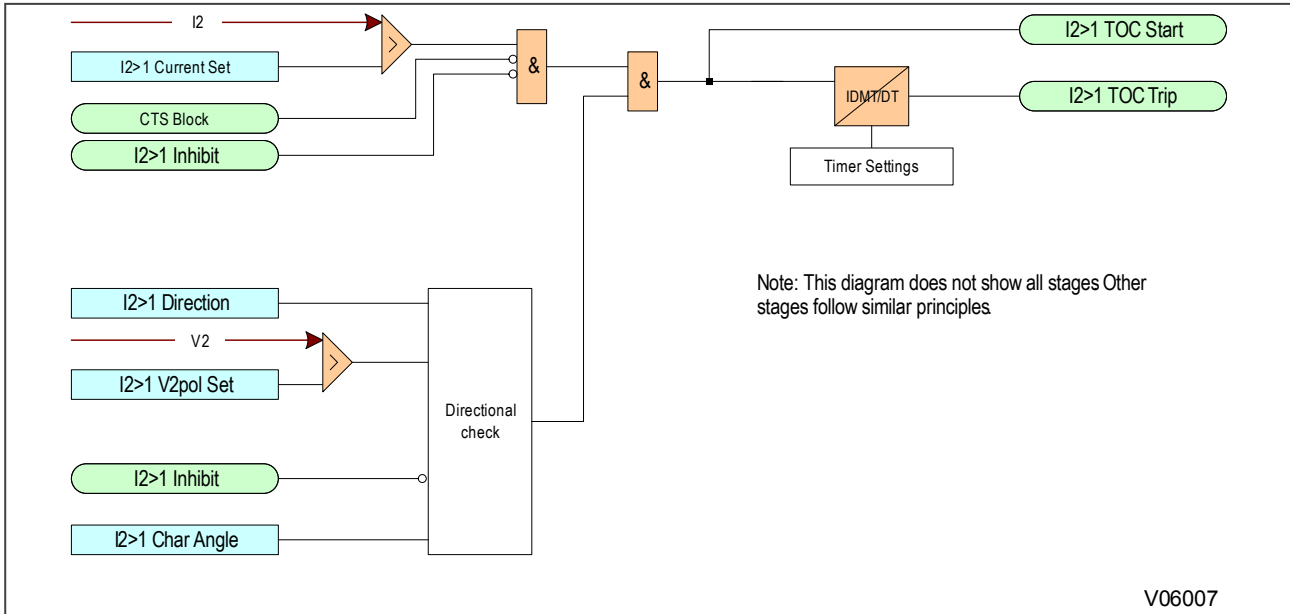 I2
I2>1 Current Set
CTS Block
I2>1 Inhibit
>
&
&
I2>1 TOC Start
IDMT/DT
I2>1 TOC Trip
Timer Settings
I2>1 Direction
V2
>
I2>1 V2pol Set
Directional
check
I2>1 Inhibit
I2>1 Char Angle
Note: This diagram does not show all stages Other
stages follow similar principles.
V06007